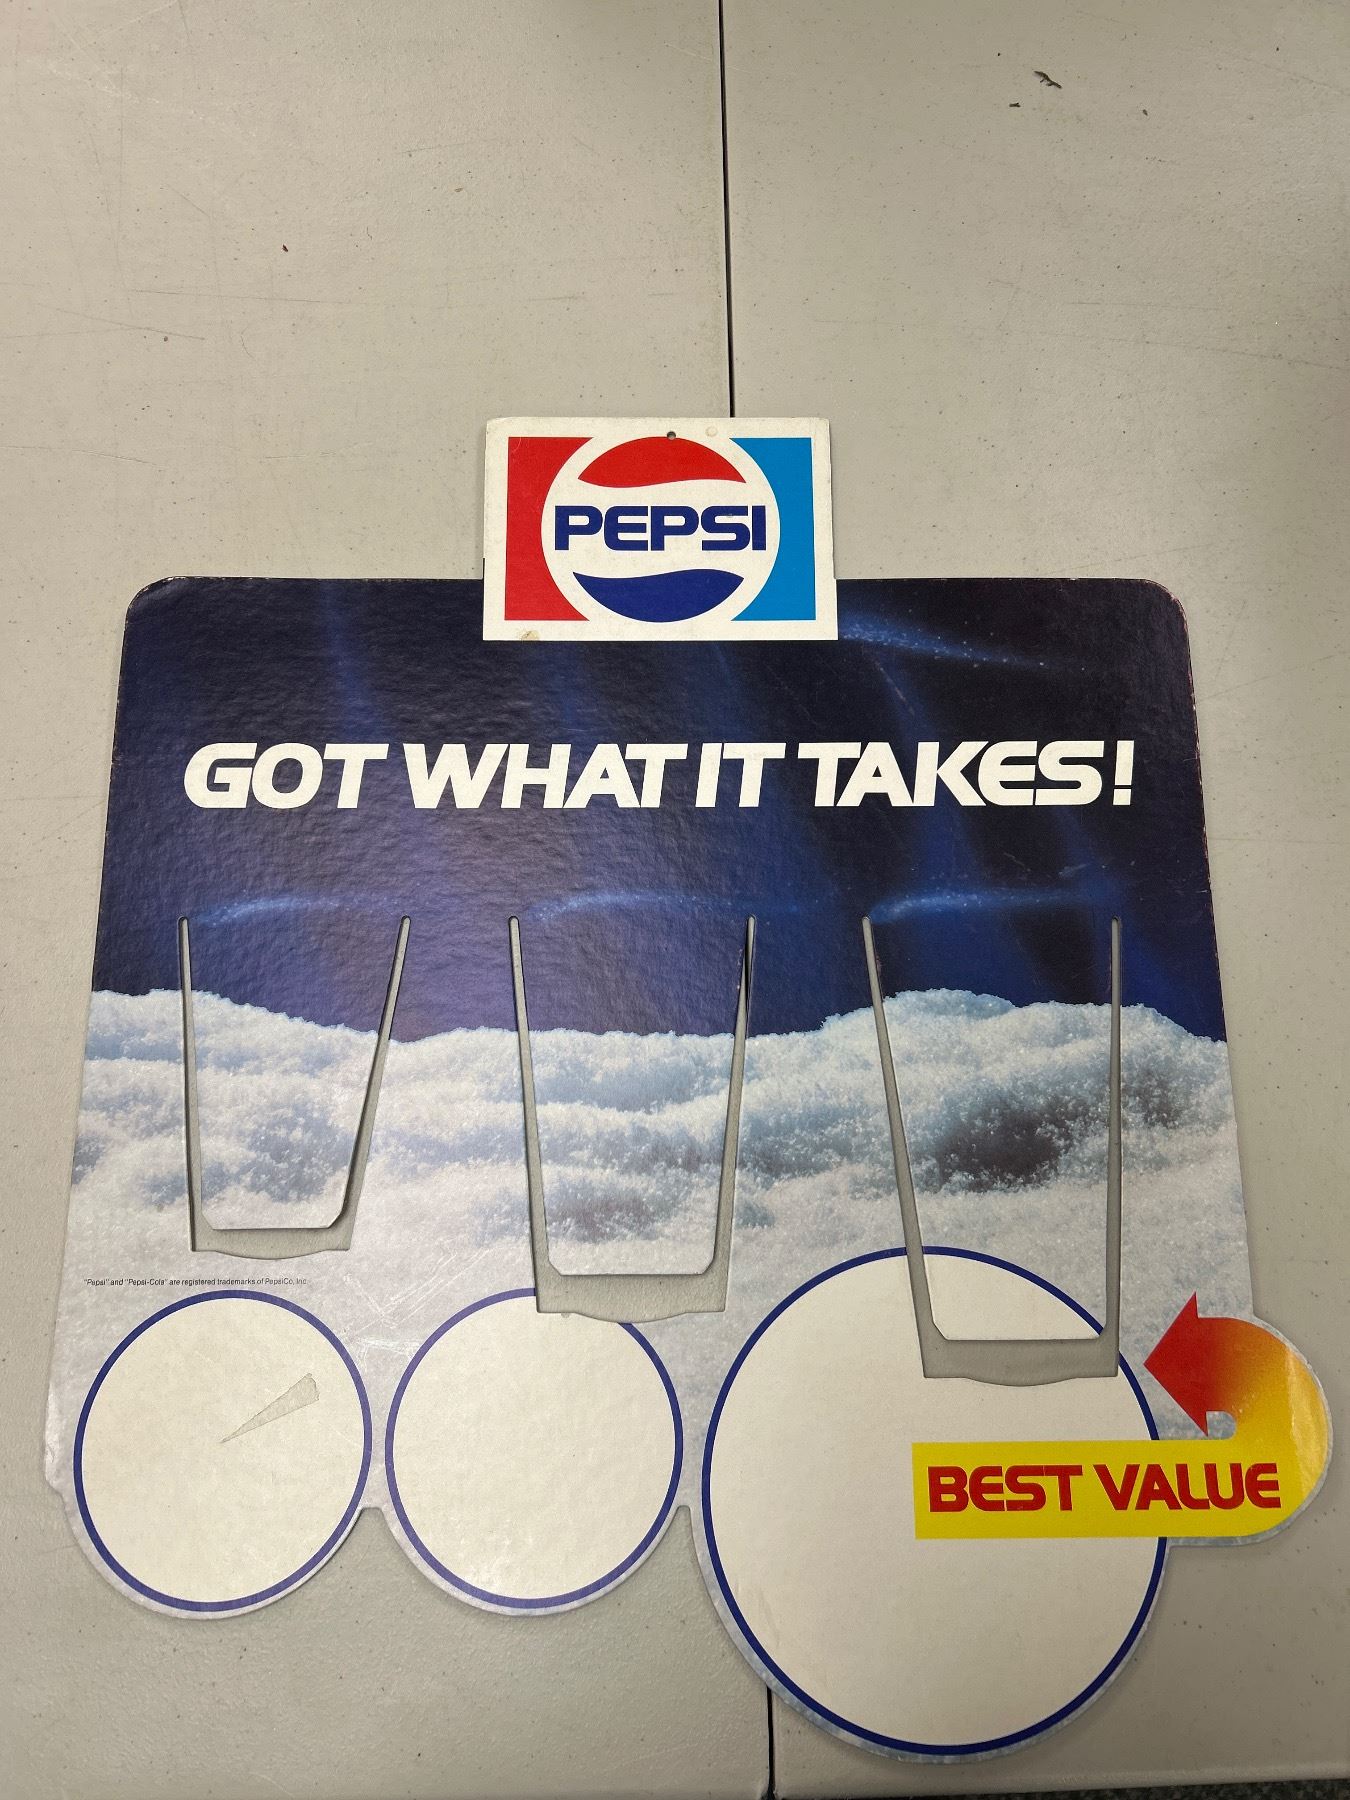 PEPSI
GOT WHAT IT TAKES!
"Pepsi" and "Pepsi-Cola" are registered trademarks of PepsiCo, Inc.
BEST VALUE